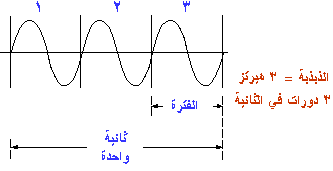 ١ ٢ ٣
الذبذبة = ٣ هيرتز
٣ دورات في الثانية
الفترة
ثانية
واحدة